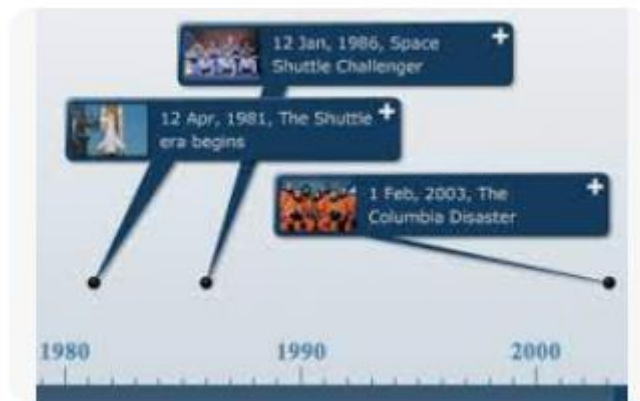 12 Jan, 1986, Space
Shuttle Challenger
12 Apr, 1981, The Shuttle
era begins
1 Feb, 2003, The
Columbia Disaster
1980 1990 2000